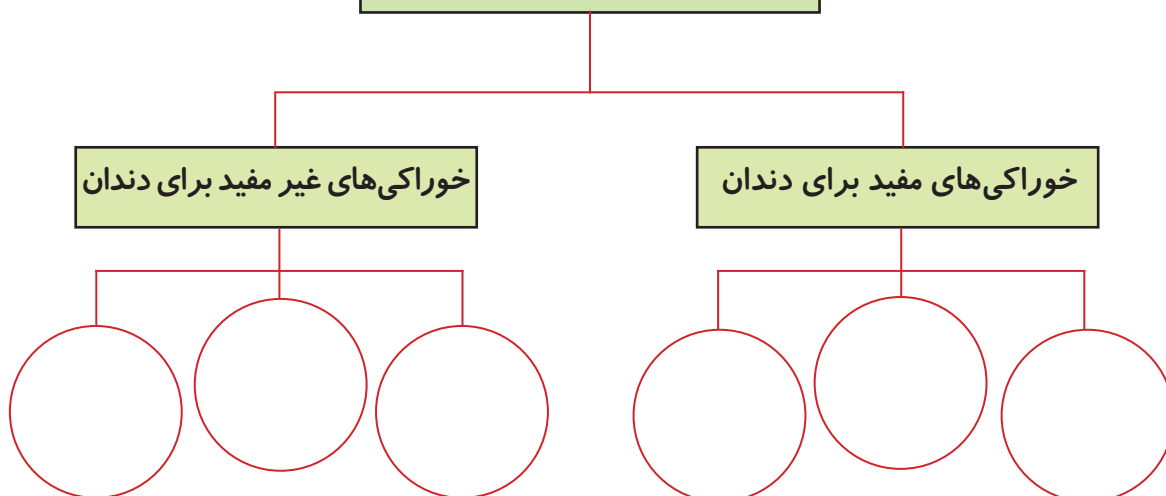 خوراکی‌های مفید برای دندان
خوراکی‌های غیر مفید برای دندان